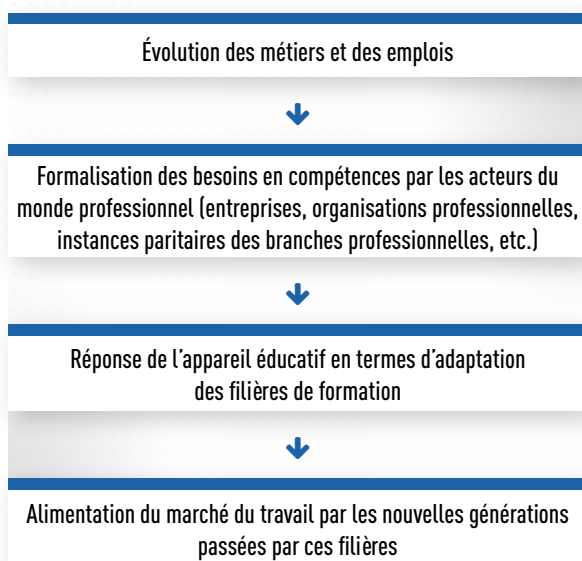 Évolution des métiers et des emplois
Formalisation des besoins en compétences par les acteurs du
monde professionnel (entreprises, organisations professionnelles,
instances paritaires des branches professionnelles, etc.)
Réponse de l'appareil éducatif en termes d'adaptation
des filières de formation
Alimentation du marché du travail par les nouvelles générations
passées par ces filières